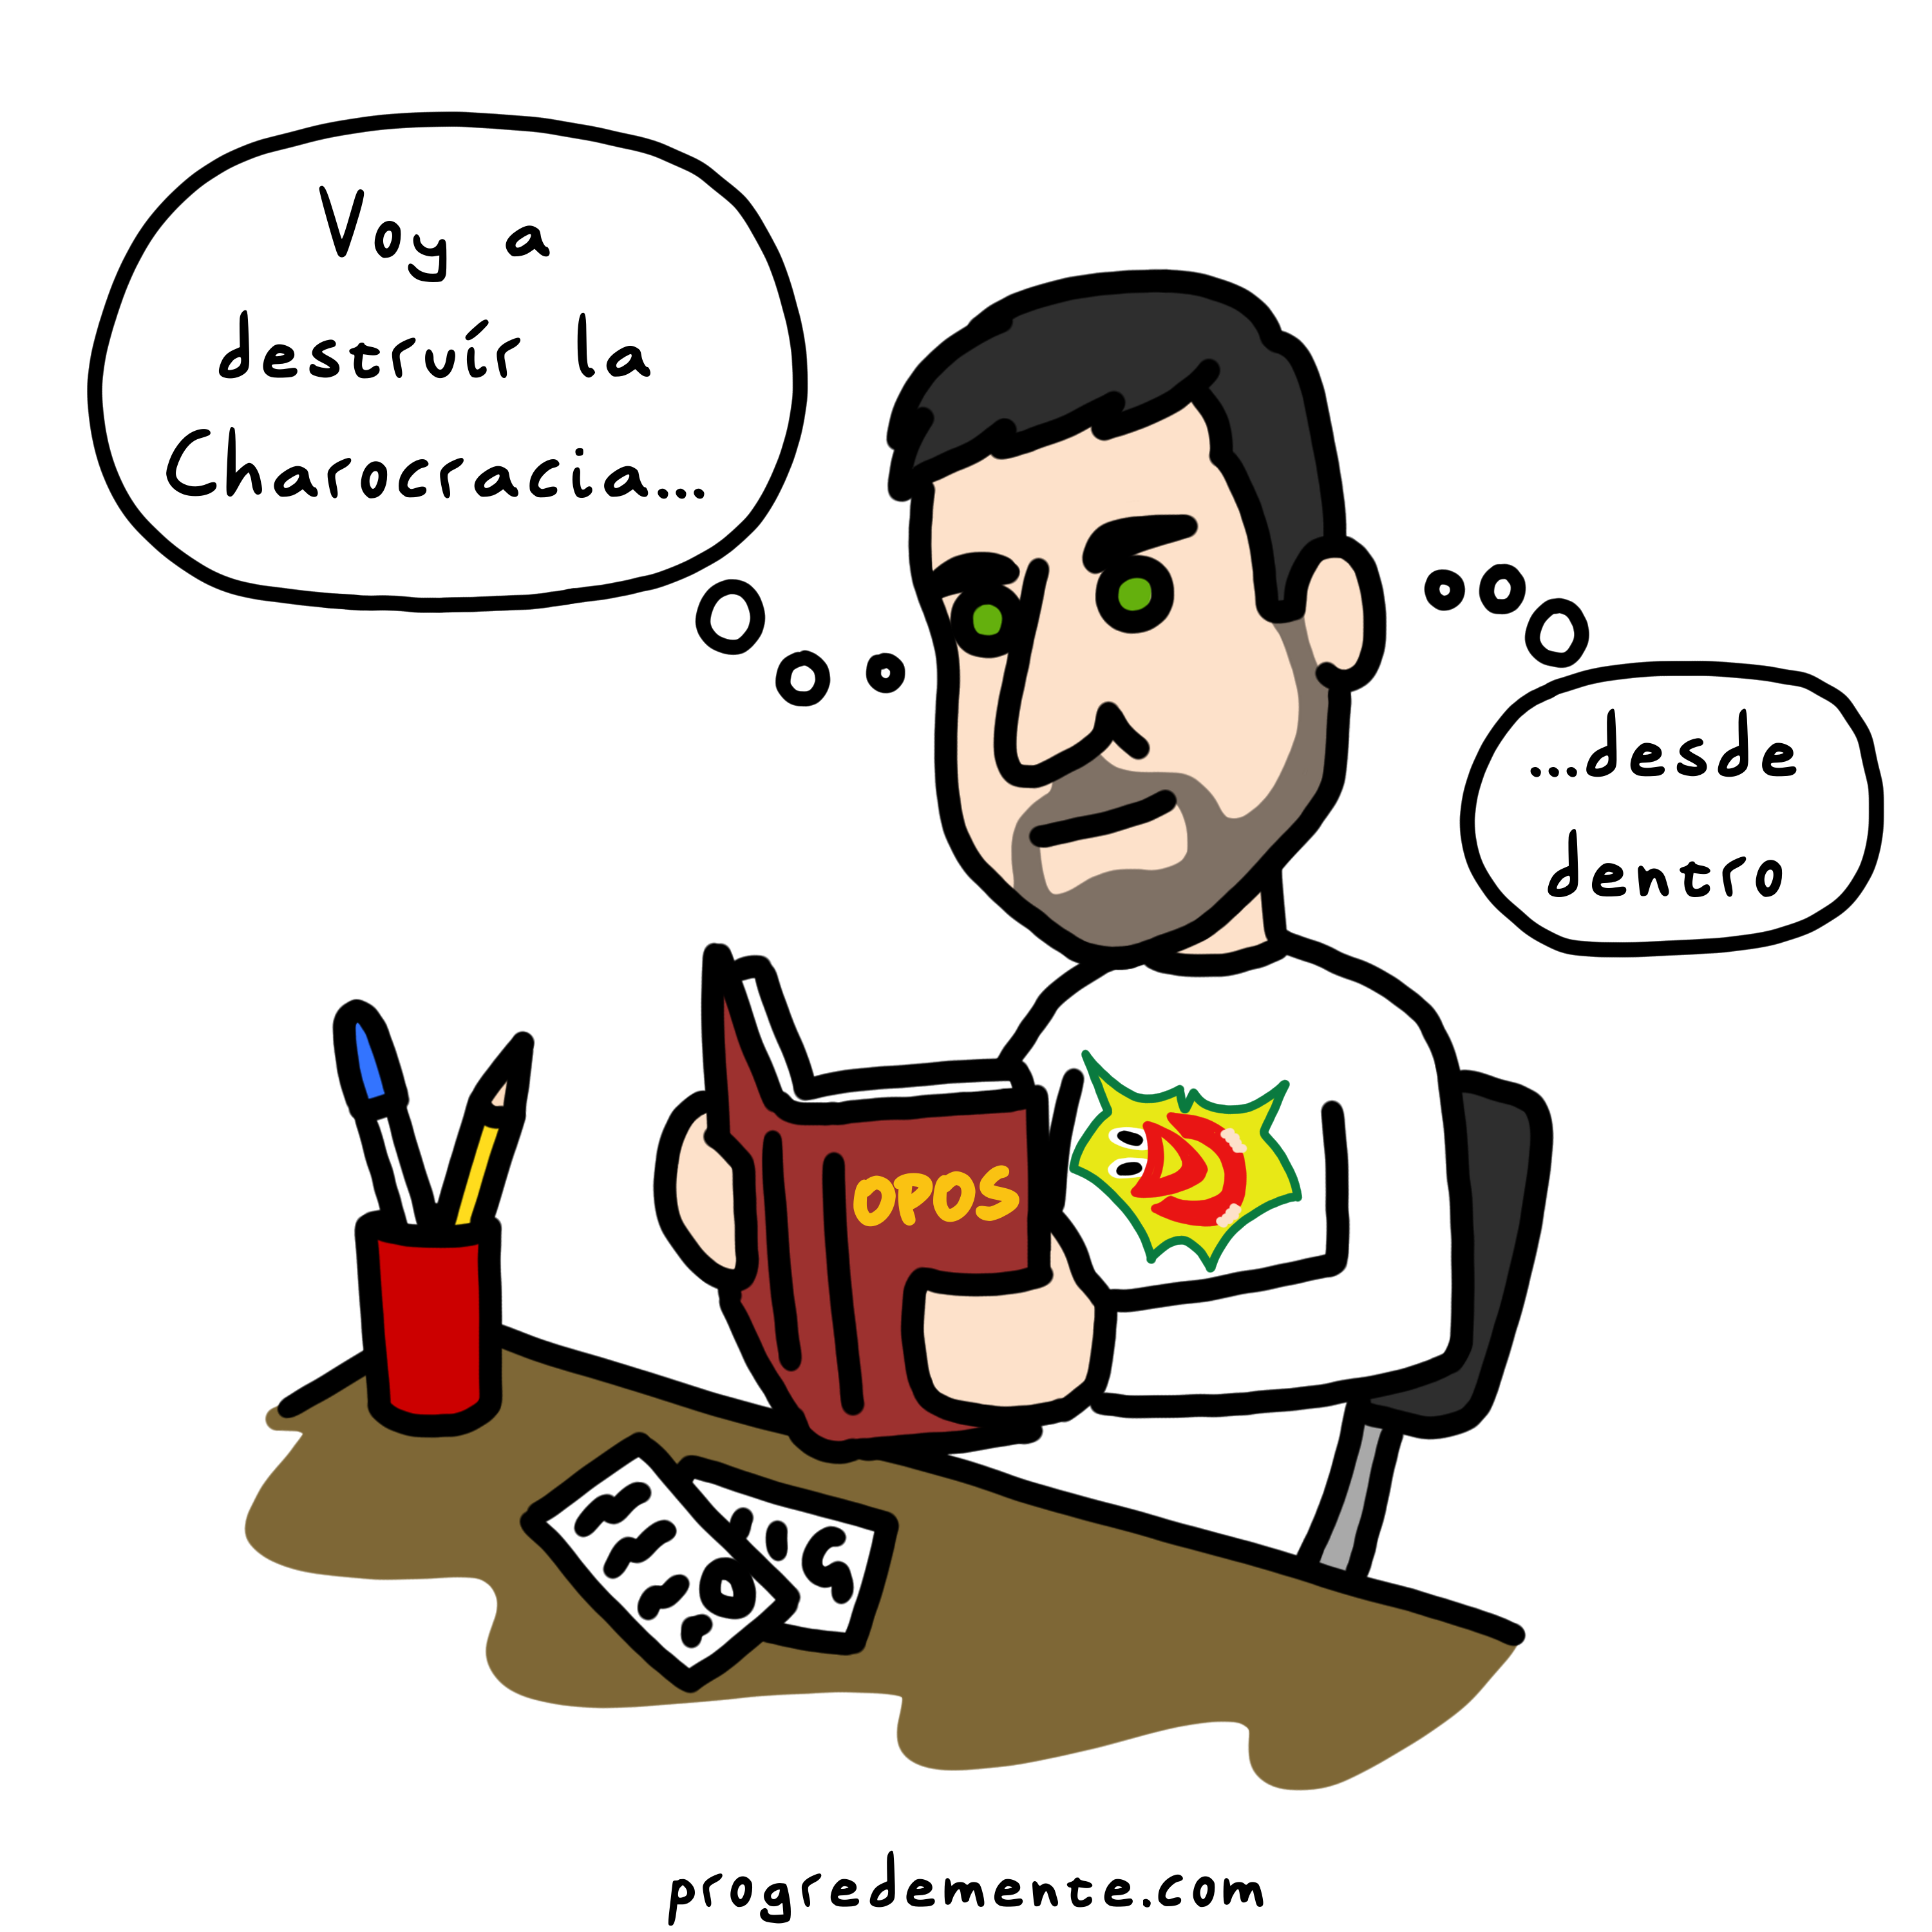 Voy a
destruír la
Charocracia...
...desde
dentro
OPOS
progredemente.com